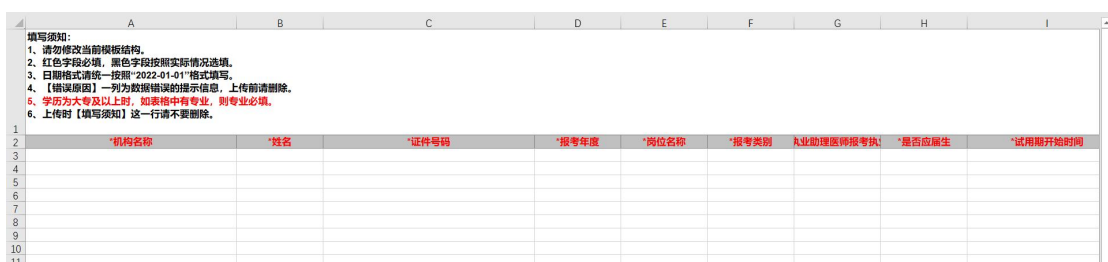 A B C D E F G H I
填写须知:
1、请勿修改当前模板结构。
2、红色字段必填，黑色字段按照实际情况选填。
3、日期格式请统一按照“2022-01-01”格式填写。
4、【错误原因】一列为数据错误的提示信息，上传前请删除。
5、学历为大专及以上时，如表格中有专业，则专业必填。
6、上传时【填写须知】这一行请不要删除。
1
2 *机构名称 *姓名 *证件号码 *报考年度 *岗位名称 *报考类别 业助理医师报考执 *是否应届生 *试用期开始时间
3
4
5
6
7
8
9
10
11